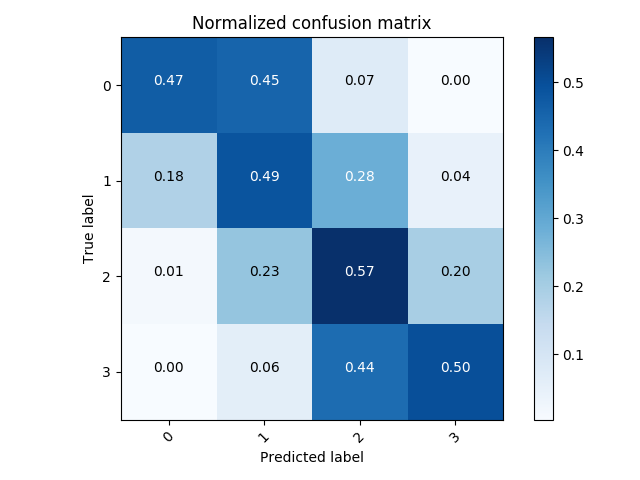 Normalized confusion matrix
True label
0 0.47 0.45 0.07 0.00
1 0.18 0.49 0.28 0.04
2 0.01 0.23 0.57 0.20
3 0.00 0.06 0.44 0.50
0 1 2 3
Predicted label
0.5
0.4
0.3
0.2
0.1